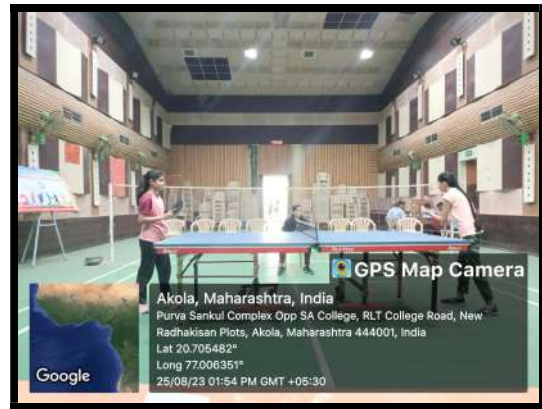 GPS Map Camera
Akola, Maharashtra, India
Purva Sankul Complex Opp SA College, RLT College Road, New
Radhakisan Plots, Akola, Maharashtra 444001, India
Lat 20.705482°
Long 77.006351°
25/08/23 01:54 PM GMT +05:30
Google